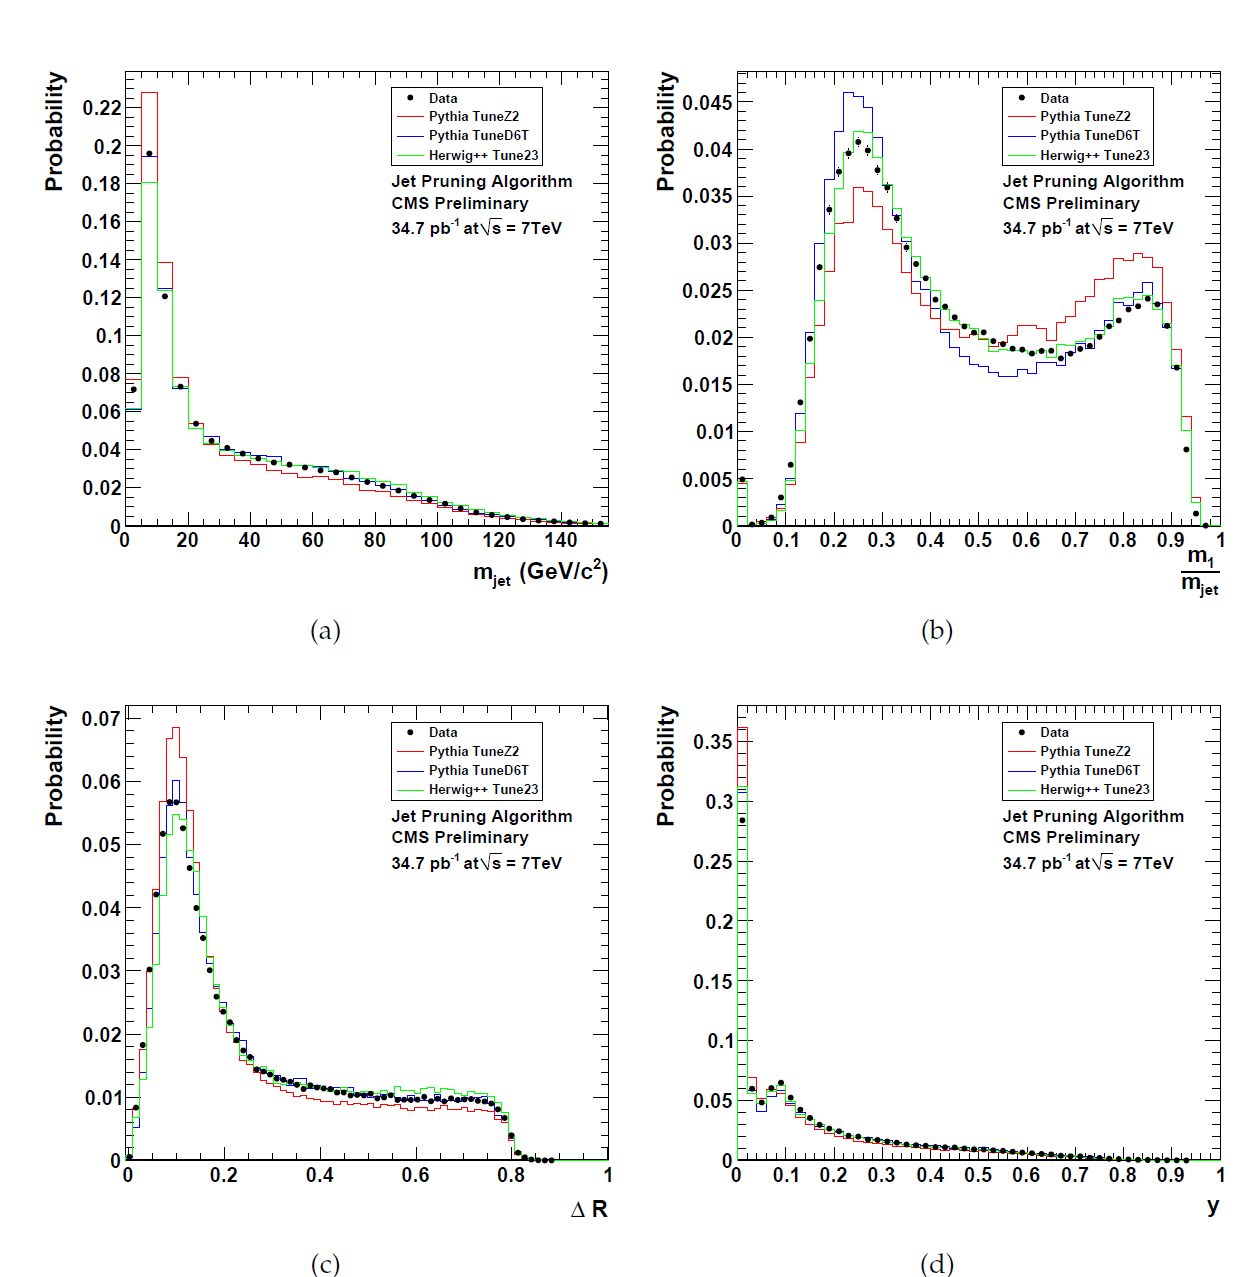 Probability
0.22
0.2
0.18
0.16
0.14
0.12
0.1
0.08
0.06
0.04
0.02
0
0 20 40 60 80 100 120 140
m_jet (GeV/c²)
Data
Pythia TuneZ2
Pythia TuneD6T
Herwig++ Tune23
Jet Pruning Algorithm
CMS Preliminary
34.7 pb⁻¹ at √s = 7TeV
(a)
Probability
0.045
0.04
0.035
0.03
0.025
0.02
0.015
0.01
0.005
0
0 0.1 0.2 0.3 0.4 0.5 0.6 0.7 0.8 0.9 1
m₁
m_jet
Data
Pythia TuneZ2
Pythia TuneD6T
Herwig++ Tune23
Jet Pruning Algorithm
CMS Preliminary
34.7 pb⁻¹ at √s = 7TeV
(b)
Probability
0.07
0.06
0.05
0.04
0.03
0.02
0.01
0
0 0.2 0.4 0.6 0.8 1
Δ R
Data
Pythia TuneZ2
Pythia TuneD6T
Herwig++ Tune23
Jet Pruning Algorithm
CMS Preliminary
34.7 pb⁻¹ at √s = 7TeV
(c)
Probability
0.35
0.3
0.25
0.2
0.15
0.1
0.05
0
0 0.1 0.2 0.3 0.4 0.5 0.6 0.7 0.8 0.9 1
y
Data
Pythia TuneZ2
Pythia TuneD6T
Herwig++ Tune23
Jet Pruning Algorithm
CMS Preliminary
34.7 pb⁻¹ at √s = 7TeV
(d)